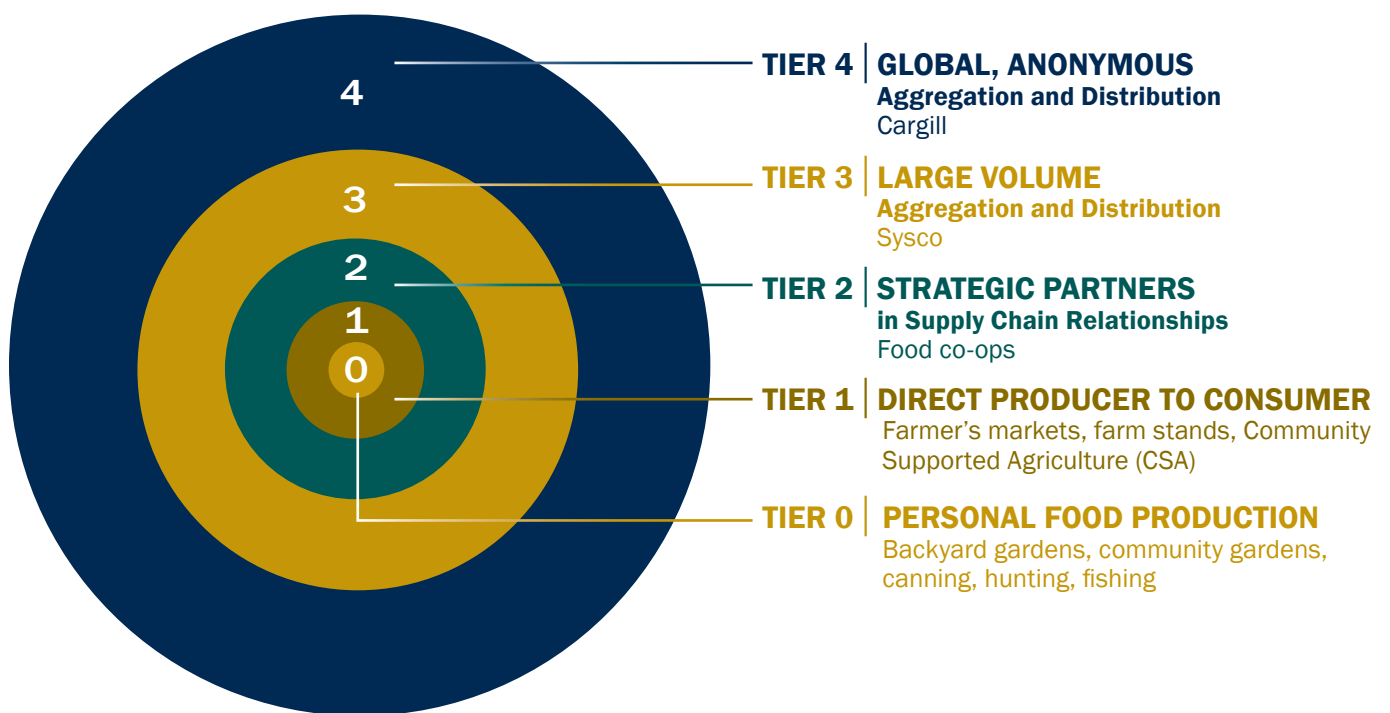 4
3
2
1
0
TIER 4 | GLOBAL, ANONYMOUS
Aggregation and Distribution
Cargill
TIER 3 | LARGE VOLUME
Aggregation and Distribution
Sysco
TIER 2 | STRATEGIC PARTNERS
in Supply Chain Relationships
Food co-ops
TIER 1 | DIRECT PRODUCER TO CONSUMER
Farmer’s markets, farm stands, Community
Supported Agriculture (CSA)
TIER 0 | PERSONAL FOOD PRODUCTION
Backyard gardens, community gardens,
canning, hunting, fishing